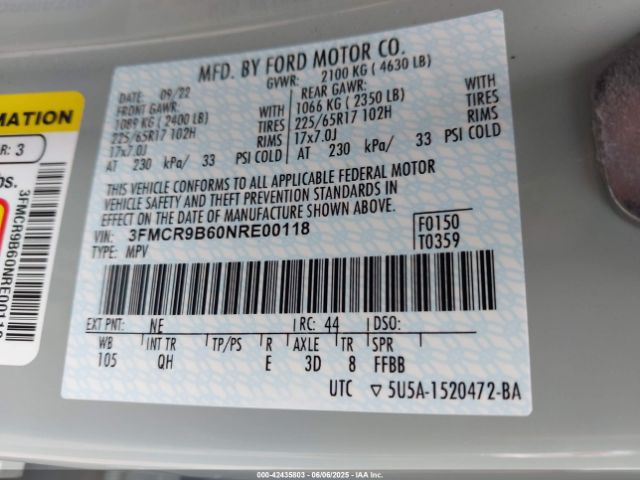 MFD. BY FORD MOTOR CO.
DATE: 09/22 GVWR: 2100 KG ( 4630 LB)
FRONT GAWR: REAR GAWR:
1089 KG ( 2400 LB) WITH 1066 KG ( 2350 LB) WITH
225/65R17 102H TIRES 225/65R17 102H TIRES
17x7.0J RIMS 17x7.0J RIMS
AT 230 kPa/ 33 PSI COLD AT 230 kPa/ 33 PSI COLD
THIS VEHICLE CONFORMS TO ALL APPLICABLE FEDERAL MOTOR
VEHICLE SAFETY AND THEFT PREVENTION STANDARDS IN
EFFECT ON THE DATE OF MANUFACTURE SHOWN ABOVE.
VIN: 3FMCR9B60NRE00118 F0150
TYPE: MPV T0359
EXT PNT: NE RC: 44 DSO:
WB INT TR TP/PS R AXLE TR SPR
105 QH E 3D 8 FFBB
UTC ▽5U5A-1520472-BA
MATION
R: 3
bs.
3FMCR9B60NRE00118
000-42435803 - 06/06/2025 - IAAI.COM